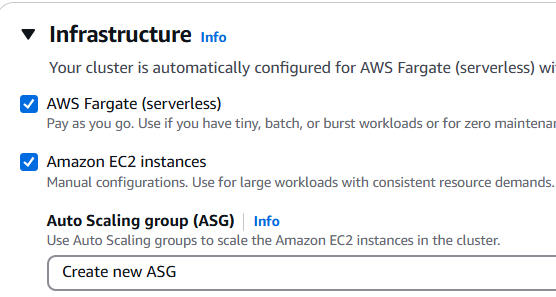 Infrastructure Info
Your cluster is automatically configured for AWS Fargate (serverless)
AWS Fargate (serverless)
Pay as you go. Use if you have tiny, batch, or burst workloads or for zero
Amazon EC2 instances
Manual configurations. Use for large workloads with consistent resource demands.
Auto Scaling group (ASG) Info
Use Auto Scaling groups to scale the Amazon EC2 instances in the cluster.
Create new ASG